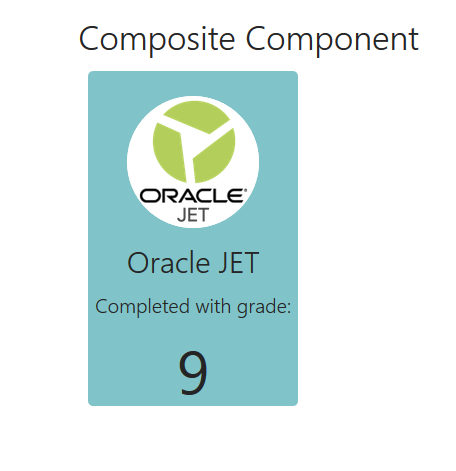 Composite Component
ORACLE®
JET
Oracle JET
Completed with grade:
9